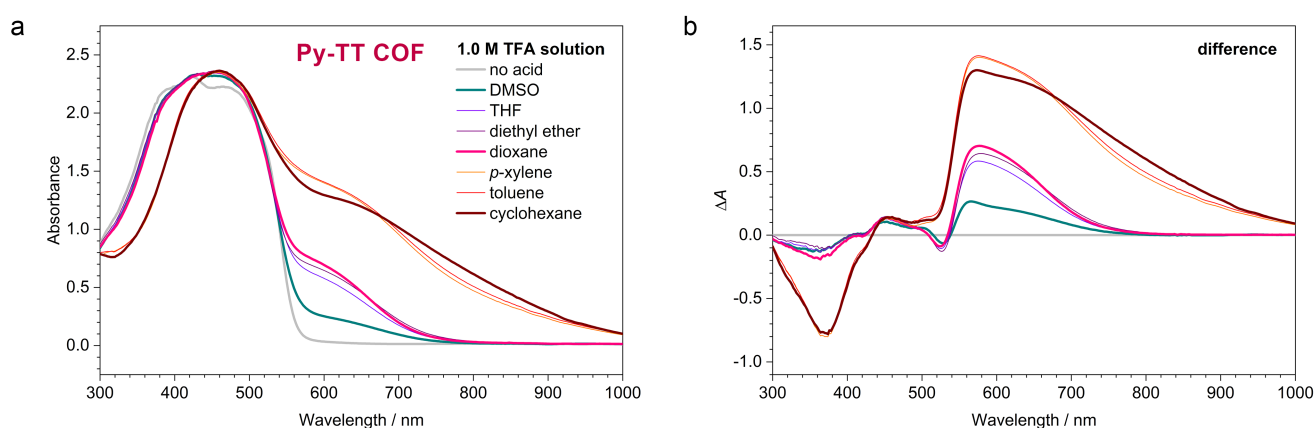 a
Py-TT COF
1.0 M TFA solution
no acid
DMSO
THF
diethyl ether
dioxane
p-xylene
toluene
cyclohexane
Absorbance
2.5
2.0
1.5
1.0
0.5
0.0
300 400 500 600 700 800 900 1000
Wavelength / nm
b
difference
ΔA
1.5
1.0
0.5
0.0
-0.5
-1.0
300 400 500 600 700 800 900 1000
Wavelength / nm